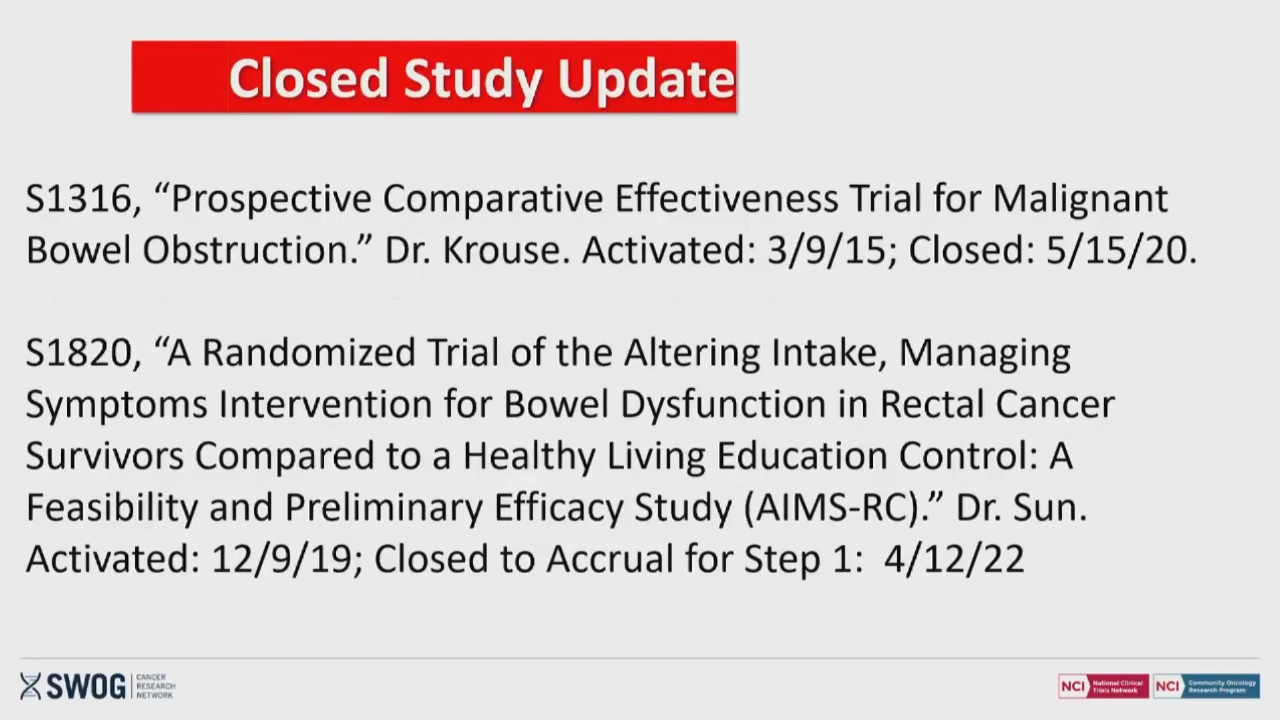 Closed Study Update
S1316, “Prospective Comparative Effectiveness Trial for Malignant
Bowel Obstruction.” Dr. Krouse. Activated: 3/9/15; Closed: 5/15/20.
S1820, “A Randomized Trial of the Altering Intake, Managing
Symptoms Intervention for Bowel Dysfunction in Rectal Cancer
Survivors Compared to a Healthy Living Education Control: A
Feasibility and Preliminary Efficacy Study (AIMS-RC).” Dr. Sun.
Activated: 12/9/19; Closed to Accrual for Step 1:  4/12/22
SWOG
CANCER
RESEARCH
NETWORK
NCI
National Clinical
Trials Network
NCI
Community Oncology
Research Program